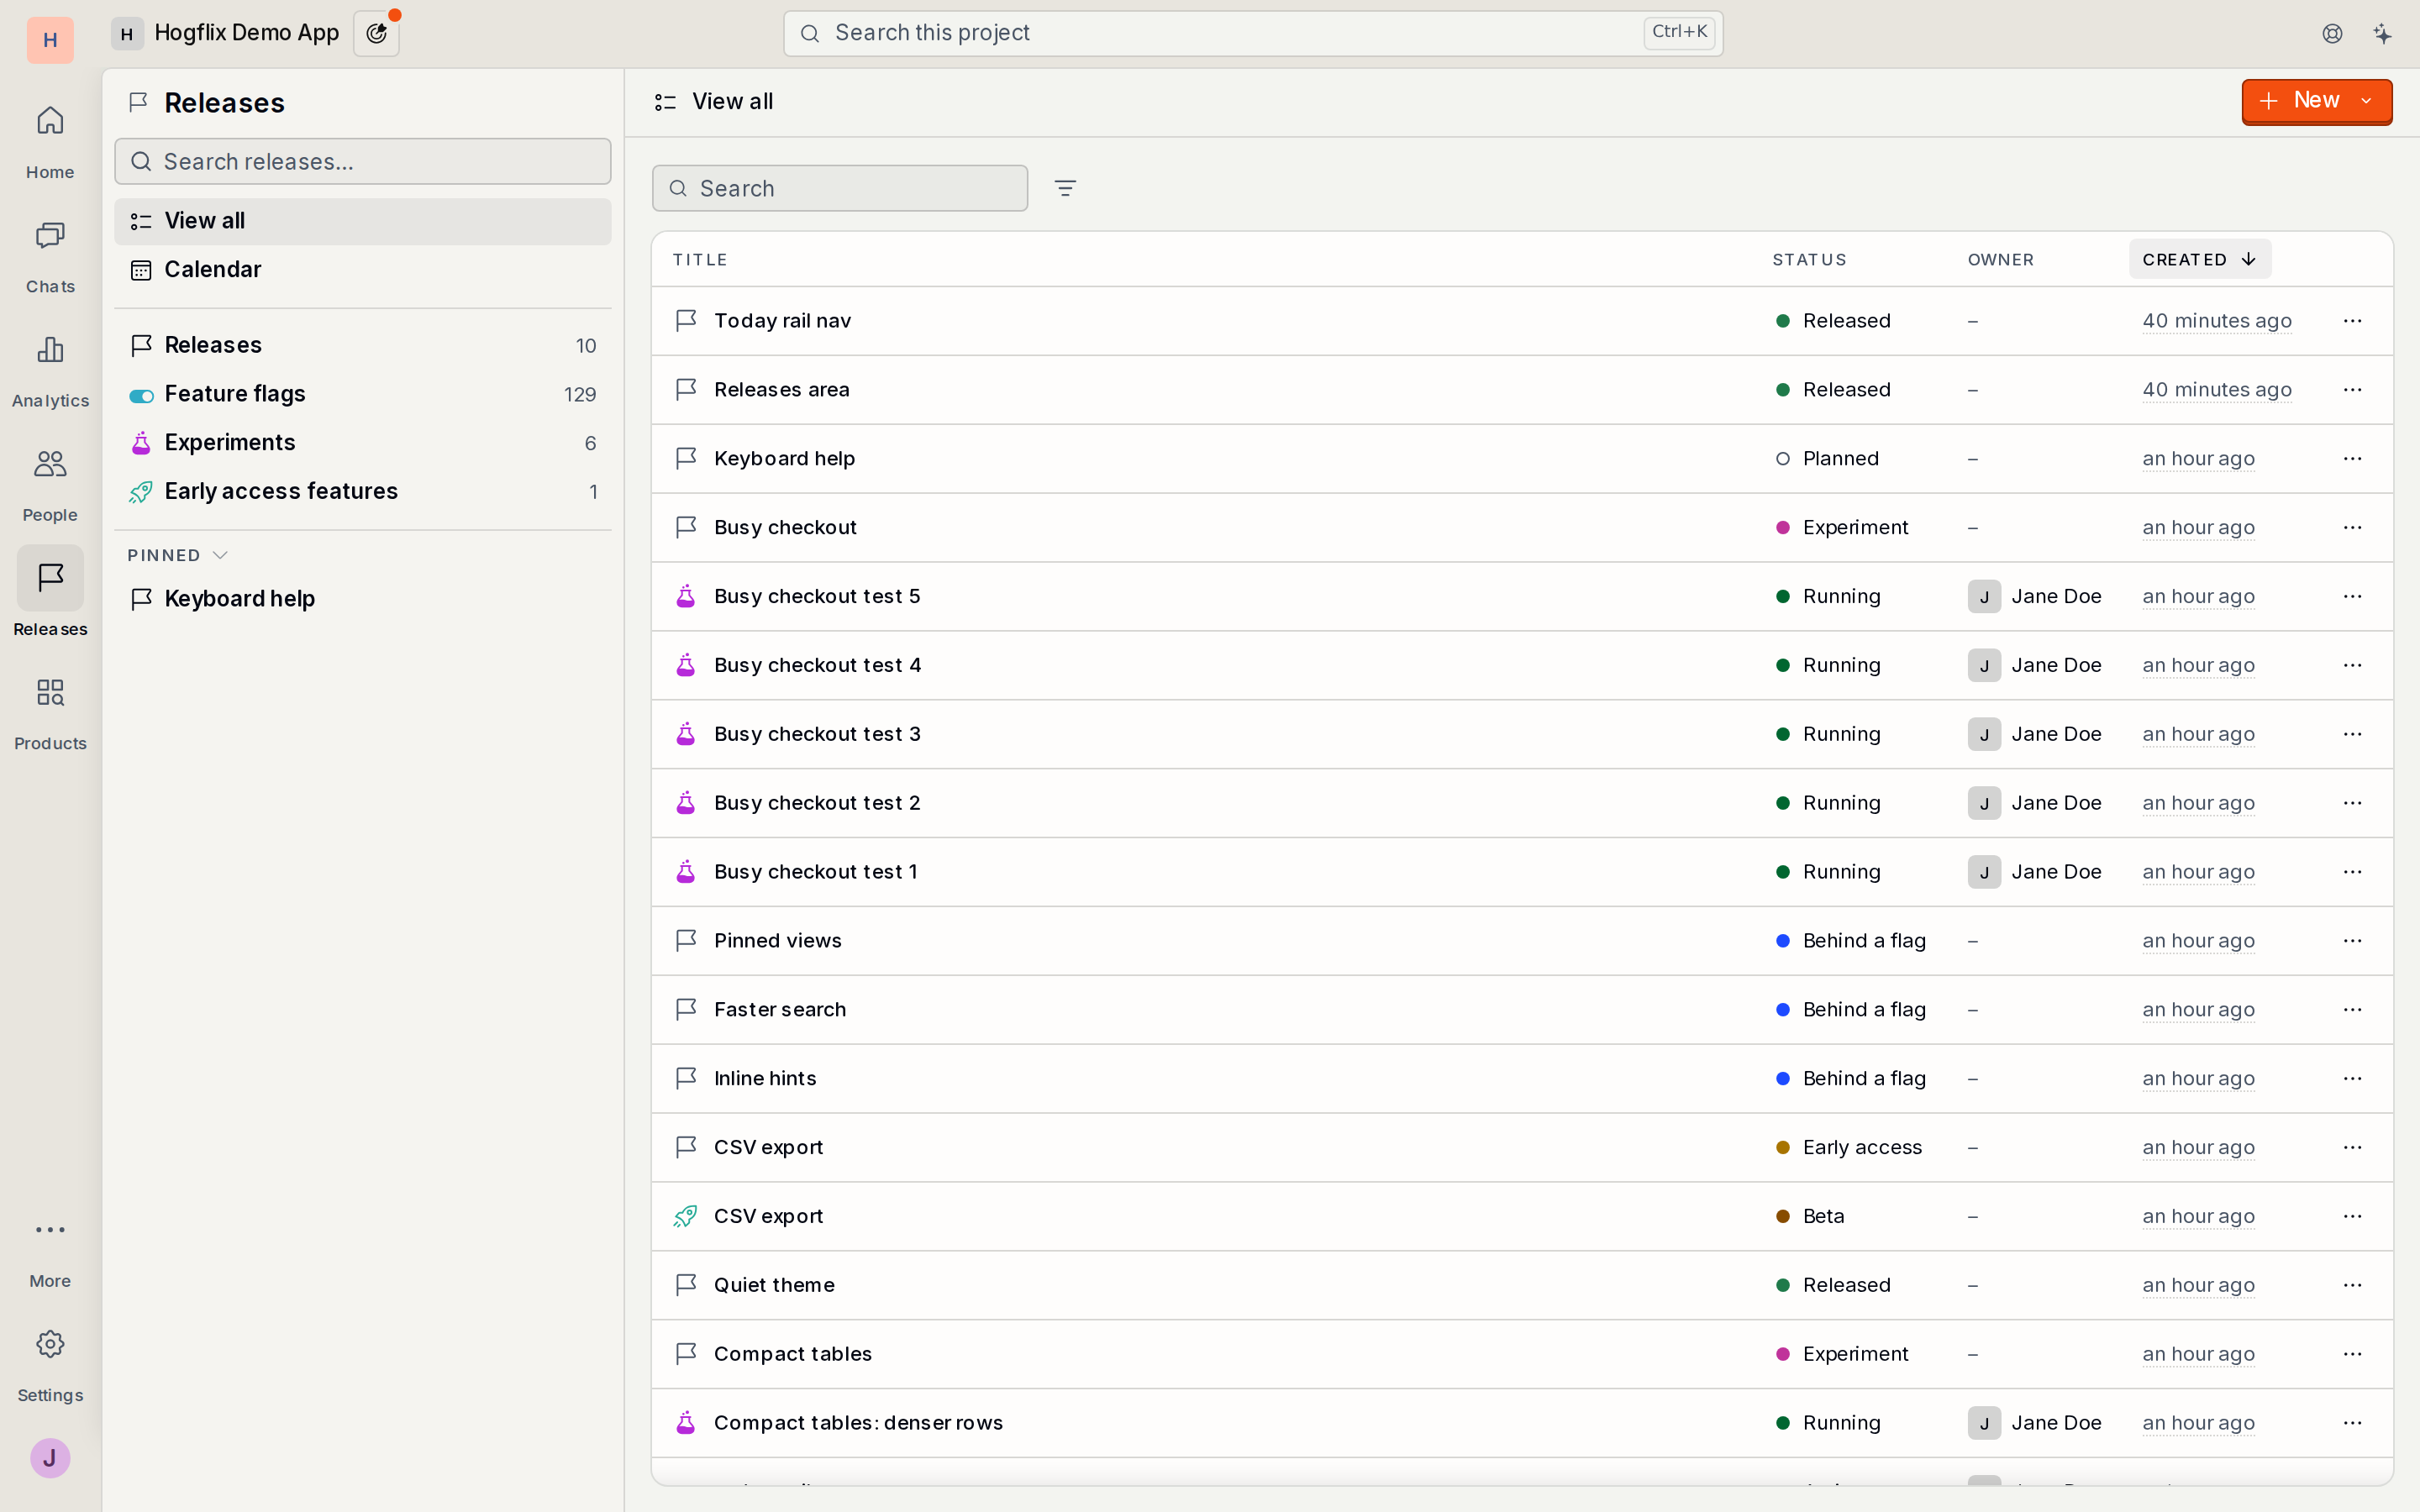 H
H Hogflix Demo App
Search this project
Ctrl+K
Home
Chats
Analytics
People
Releases
Products
More
Settings
J
Releases
Search releases...
View all
Calendar
Releases 10
Feature flags 129
Experiments 6
Early access features 1
PINNED
Keyboard help
View all
New
Search
TITLE STATUS OWNER CREATED
Today rail nav Released – 40 minutes ago
Releases area Released – 40 minutes ago
Keyboard help Planned – an hour ago
Busy checkout Experiment – an hour ago
Busy checkout test 5 Running J Jane Doe an hour ago
Busy checkout test 4 Running J Jane Doe an hour ago
Busy checkout test 3 Running J Jane Doe an hour ago
Busy checkout test 2 Running J Jane Doe an hour ago
Busy checkout test 1 Running J Jane Doe an hour ago
Pinned views Behind a flag – an hour ago
Faster search Behind a flag – an hour ago
Inline hints Behind a flag – an hour ago
CSV export Early access – an hour ago
CSV export Beta – an hour ago
Quiet theme Released – an hour ago
Compact tables Experiment – an hour ago
Compact tables: denser rows Running J Jane Doe an hour ago